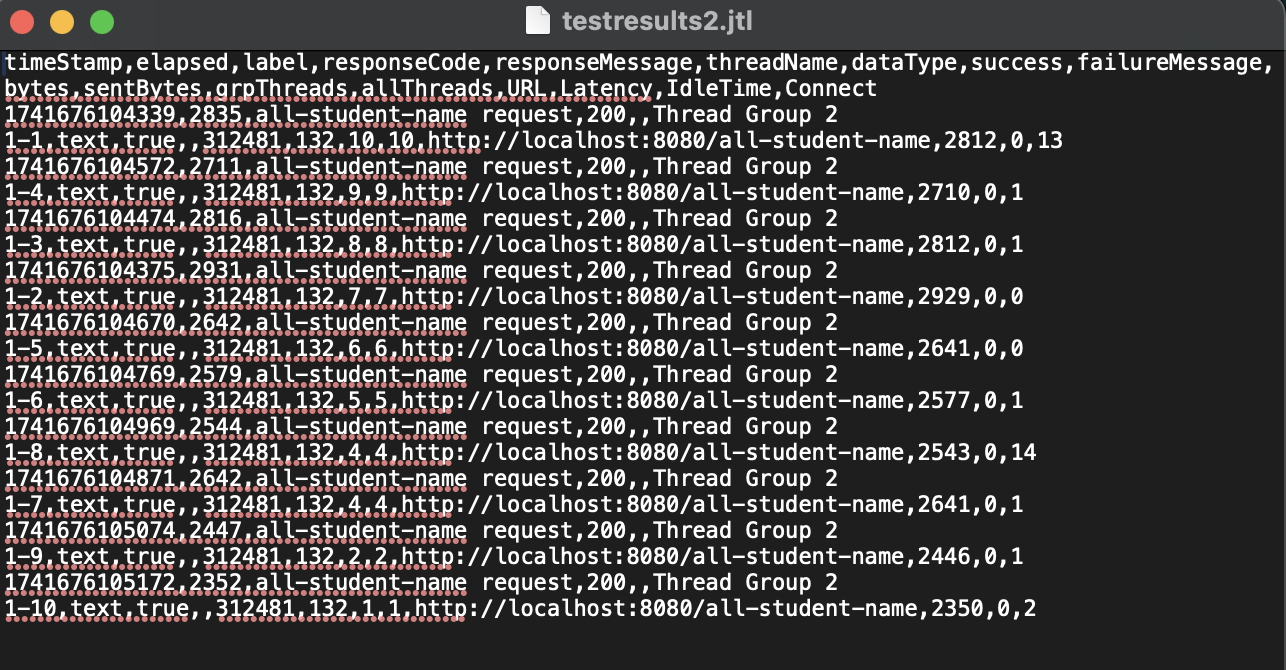 testresults2.jtl
timeStamp,elapsed,label,responseCode,responseMessage,threadName,dataType,success,failureMessage,
bytes,sentBytes,grpThreads,allThreads,URL,Latency,IdleTime,Connect
1741676104339,2835,all-student-name request,200,,Thread Group 2
1-1,text,true,,312481,132,10,10,http://localhost:8080/all-student-name,2812,0,13
1741676104572,2711,all-student-name request,200,,Thread Group 2
1-4,text,true,,312481,132,9,9,http://localhost:8080/all-student-name,2710,0,1
1741676104474,2816,all-student-name request,200,,Thread Group 2
1-3,text,true,,312481,132,8,8,http://localhost:8080/all-student-name,2812,0,1
1741676104375,2931,all-student-name request,200,,Thread Group 2
1-2,text,true,,312481,132,7,7,http://localhost:8080/all-student-name,2929,0,0
1741676104670,2642,all-student-name request,200,,Thread Group 2
1-5,text,true,,312481,132,6,6,http://localhost:8080/all-student-name,2641,0,0
1741676104769,2579,all-student-name request,200,,Thread Group 2
1-6,text,true,,312481,132,5,5,http://localhost:8080/all-student-name,2577,0,1
1741676104969,2544,all-student-name request,200,,Thread Group 2
1-8,text,true,,312481,132,4,4,http://localhost:8080/all-student-name,2543,0,14
1741676104871,2642,all-student-name request,200,,Thread Group 2
1-7,text,true,,312481,132,4,4,http://localhost:8080/all-student-name,2641,0,1
1741676105074,2447,all-student-name request,200,,Thread Group 2
1-9,text,true,,312481,132,2,2,http://localhost:8080/all-student-name,2446,0,1
1741676105172,2352,all-student-name request,200,,Thread Group 2
1-10,text,true,,312481,132,1,1,http://localhost:8080/all-student-name,2350,0,2